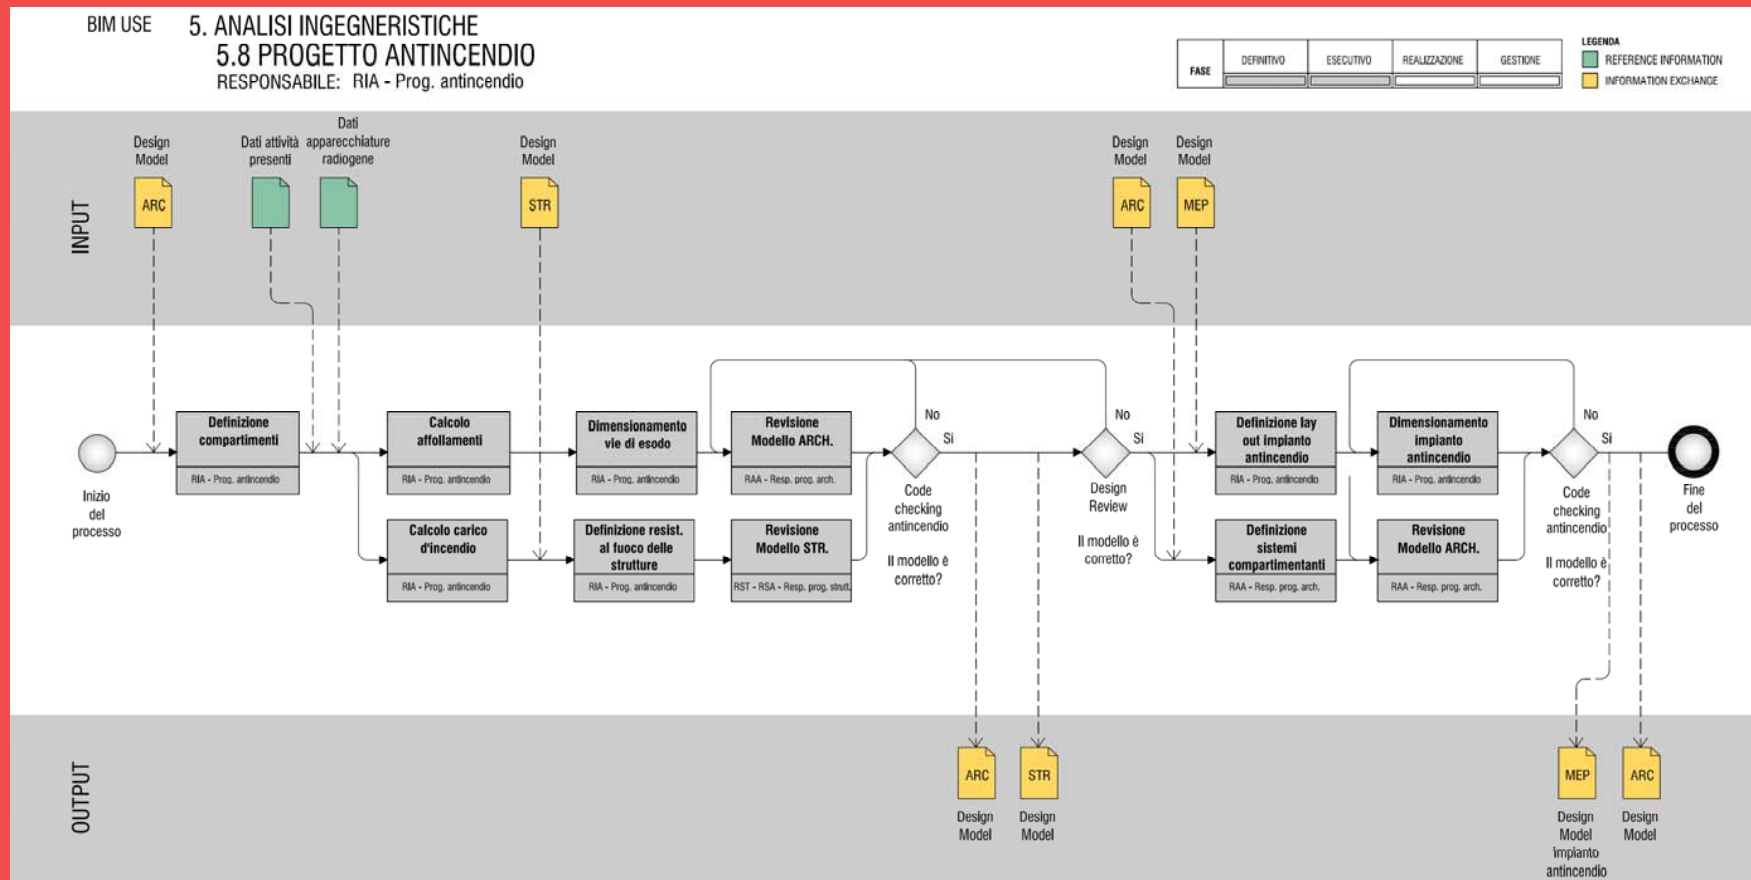 BIM USE
5. ANALISI INGEGNERISTICHE
5.8 PROGETTO ANTINCENDIO
RESPONSABILE: RIA - Prog. antincendio
FASE
DEFINITIVO
ESECUTIVO
REALIZZAZIONE
GESTIONE
LEGENDA
REFERENCE INFORMATION
INFORMATION EXCHANGE
INPUT
Design
Model
ARC
Dati attività
presenti
Dati
apparecchiature
radiogene
Design
Model
STR
Design
Model
ARC
Design
Model
MEP
Inizio
del
processo
Definizione
compartimenti
RIA - Prog. antincendio
Calcolo
affollamenti
RIA - Prog. antincendio
Calcolo carico
d'incendio
RIA - Prog. antincendio
Dimensionamento
vie di esodo
RIA - Prog. antincendio
Definizione resist.
al fuoco delle
strutture
RIA - Prog. antincendio
Revisione
Modello ARCH.
RAA - Resp. prog. arch.
Revisione
Modello STR.
RST - RSA - Resp. prog. strutt.
No
Si
Code
checking
antincendio
Il modello è
corretto?
No
Si
Design
Review
Il modello è
corretto?
Definizione lay
out impianto
antincendio
RIA - Prog. antincendio
Definizione
sistemi
compartimentanti
RAA - Resp. prog. arch.
Dimensionamento
impianto
antincendio
RIA - Prog. antincendio
Revisione
Modello ARCH.
RAA - Resp. prog. arch.
No
Si
Code
checking
antincendio
Il modello è
corretto?
Fine
del
processo
OUTPUT
ARC
Design
Model
STR
Design
Model
MEP
Design
Model
Impianto
antincendio
ARC
Design
Model